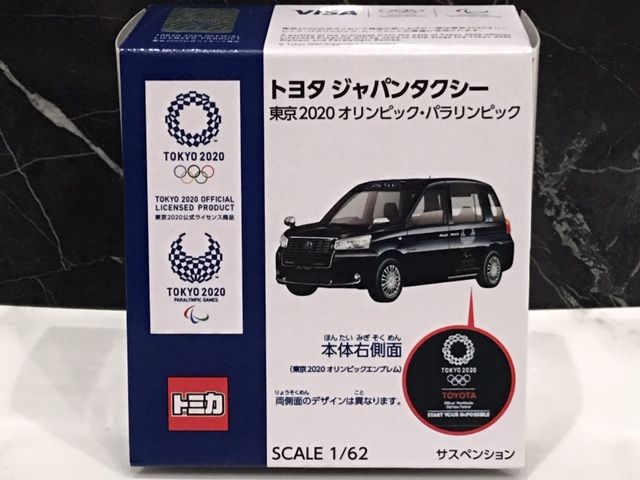 VISA
トヨタ ジャパンタクシー
東京2020 オリンピック・パラリンピック
TOKYO 2020
TOKYO 2020 OFFICIAL
LICENSED PRODUCT
東京2020公式ライセンス商品
TOKYO 2020
PARALYMPIC GAMES
トミカ
ほんたいみぎそくめん
本体右側面
(東京2020 オリンピックエンブレム)
りょうそくめん こと
両側面のデザインは異なります。
TOKYO 2020
TOYOTA
START YOUR IMPOSSIBLE
SCALE 1/62
サスペンション